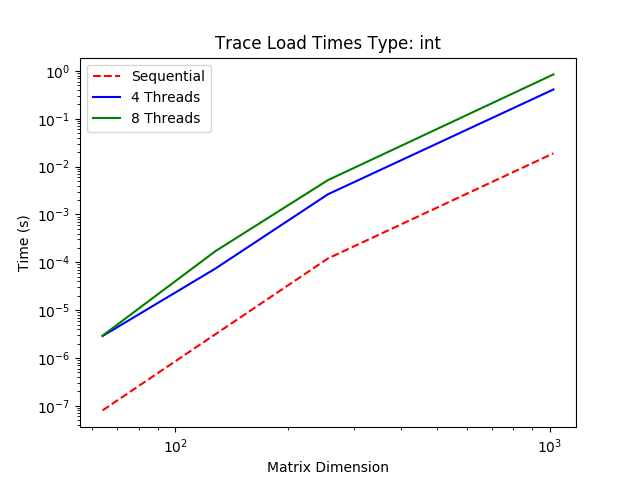 Trace Load Times Type: int
Sequential
4 Threads
8 Threads
Time (s)
10⁰
10⁻¹
10⁻²
10⁻³
10⁻⁴
10⁻⁵
10⁻⁶
10⁻⁷
10² 10³
Matrix Dimension